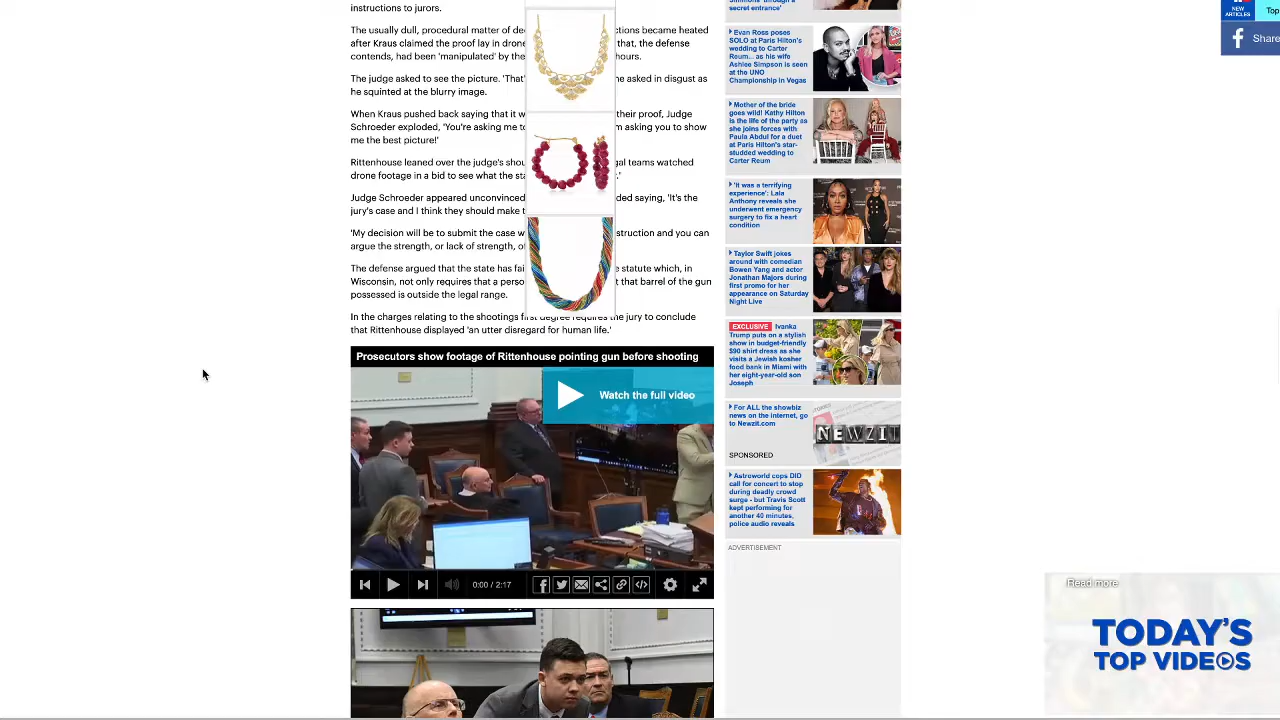 instructions to jurors.
The usually dull, procedural matter of de
ctions became heated
after Kraus claimed the proof lay in drone
that, the defense
contends, had been 'manipulated' by the
hours.
The judge asked to see the picture. 'That'
he asked in disgust as
he squinted at the blurry image.
When Kraus pushed back saying that it w
their proof, Judge
Schroeder exploded, 'You're asking me to
m asking you to show
me the best picture!'
Rittenhouse leaned over the judge's shou
gal teams watched
drone footage in a bid to see what the sta
.'
Judge Schroeder appeared unconvinced
ded saying, 'It's the
jury's case and I think they should make t
'My decision will be to submit the case w
struction and you can
argue the strength, or lack of strength, o
The defense argued that the state has fai
e statute which, in
Wisconsin, not only requires that a perso
t that barrel of the gun
possessed is outside the legal range.
In the charges relating to the shootings first degree requires the jury to conclude
that Rittenhouse displayed 'an utter disregard for human life.'
Prosecutors show footage of Rittenhouse pointing gun before shooting
Watch the full video
0:00 / 2:17
secret entrance'
Evan Ross poses
SOLO at Paris Hilton's
wedding to Carter
Reum... as his wife
Ashlee Simpson is seen
at the UNO
Championship in Vegas
Mother of the bride
goes wild! Kathy Hilton
is the life of the party as
she joins forces with
Paula Abdul for a duet
at Paris Hilton's star-
studded wedding to
Carter Reum
'It was a terrifying
experience': Lala
Anthony reveals she
underwent emergency
surgery to fix a heart
condition
Taylor Swift jokes
around with comedian
Bowen Yang and actor
Jonathan Majors during
first promo for her
appearance on Saturday
Night Live
EXCLUSIVE Ivanka
Trump puts on a stylish
show in budget-friendly
$90 shirt dress as she
visits a Jewish kosher
food bank in Miami with
her eight-year-old son
Joseph
For ALL the showbiz
news on the internet, go
to Newzit.com
NEWZIT
SPONSORED
Astroworld cops DID
call for concert to stop
during deadly crowd
surge - but Travis Scott
kept performing for
another 40 minutes,
police audio reveals
ADVERTISEMENT
NEW
ARTICLES
Top
Share
Read more
TODAY'S
TOP VIDEOS